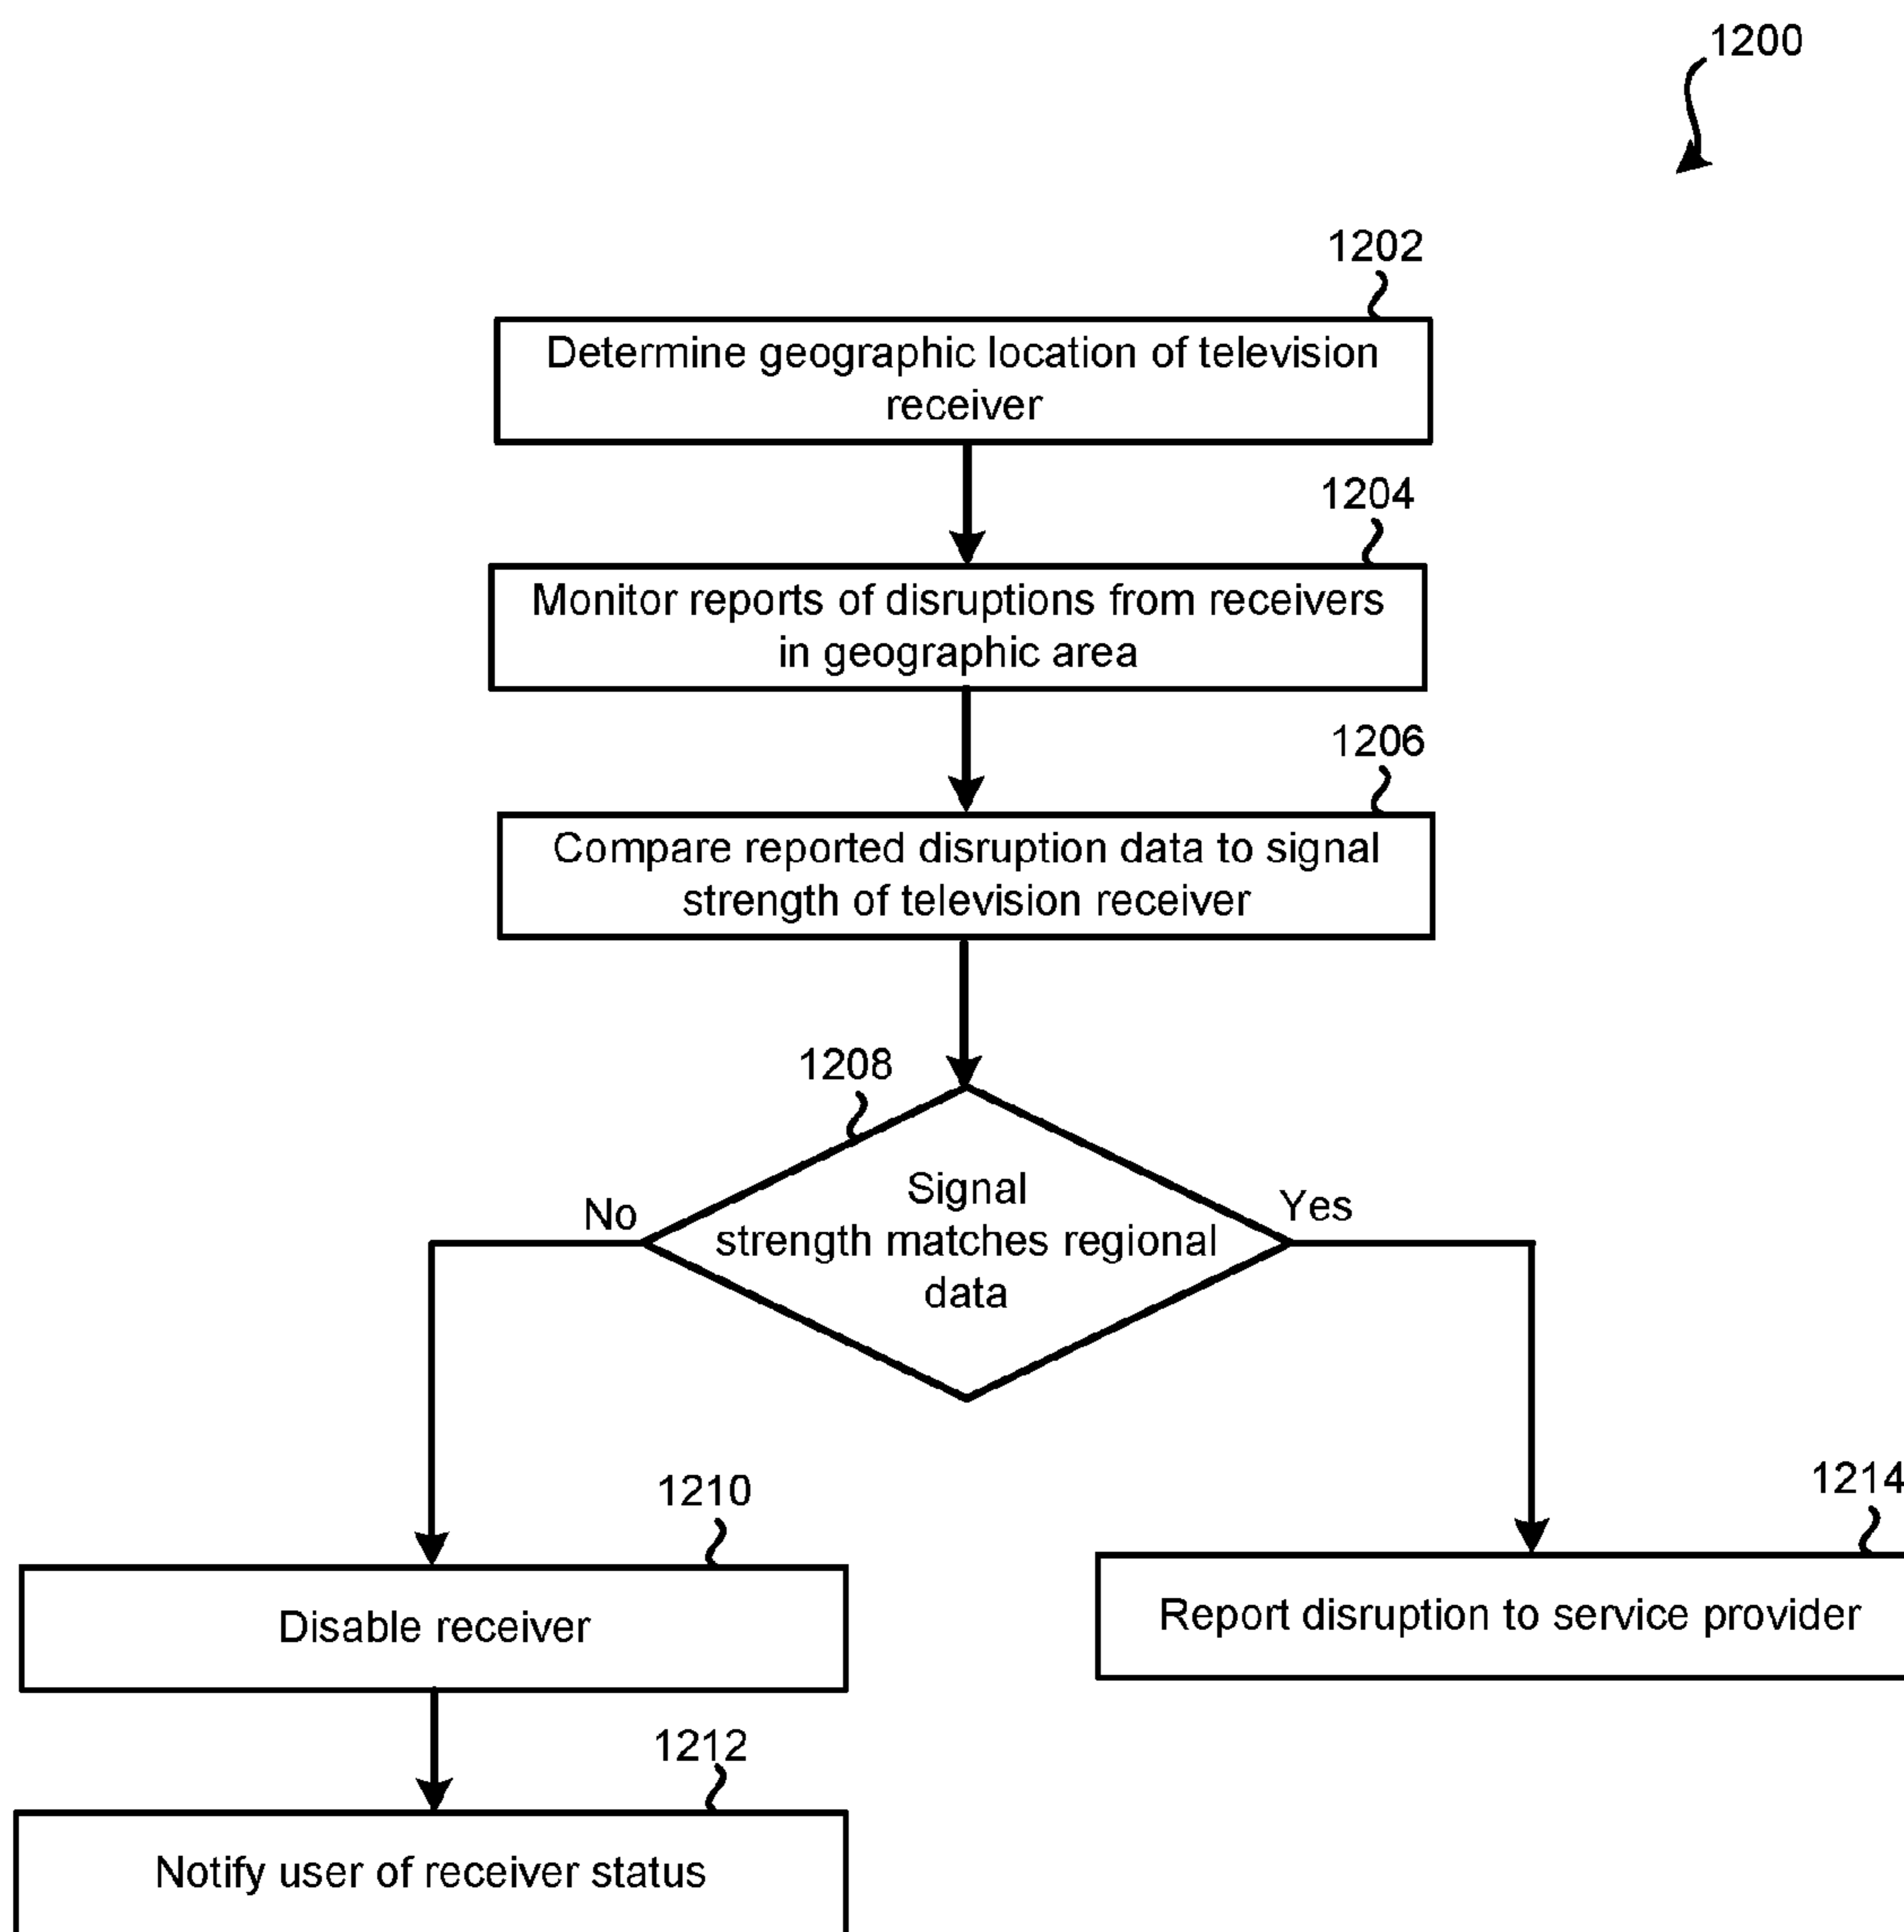 1200
1202
Determine geographic location of television
receiver
1204
Monitor reports of disruptions from receivers
in geographic area
1206
Compare reported disruption data to signal
strength of television receiver
1208
Signal
strength matches regional
data
No
Yes
1210
Disable receiver
1214
Report disruption to service provider
1212
Notify user of receiver status